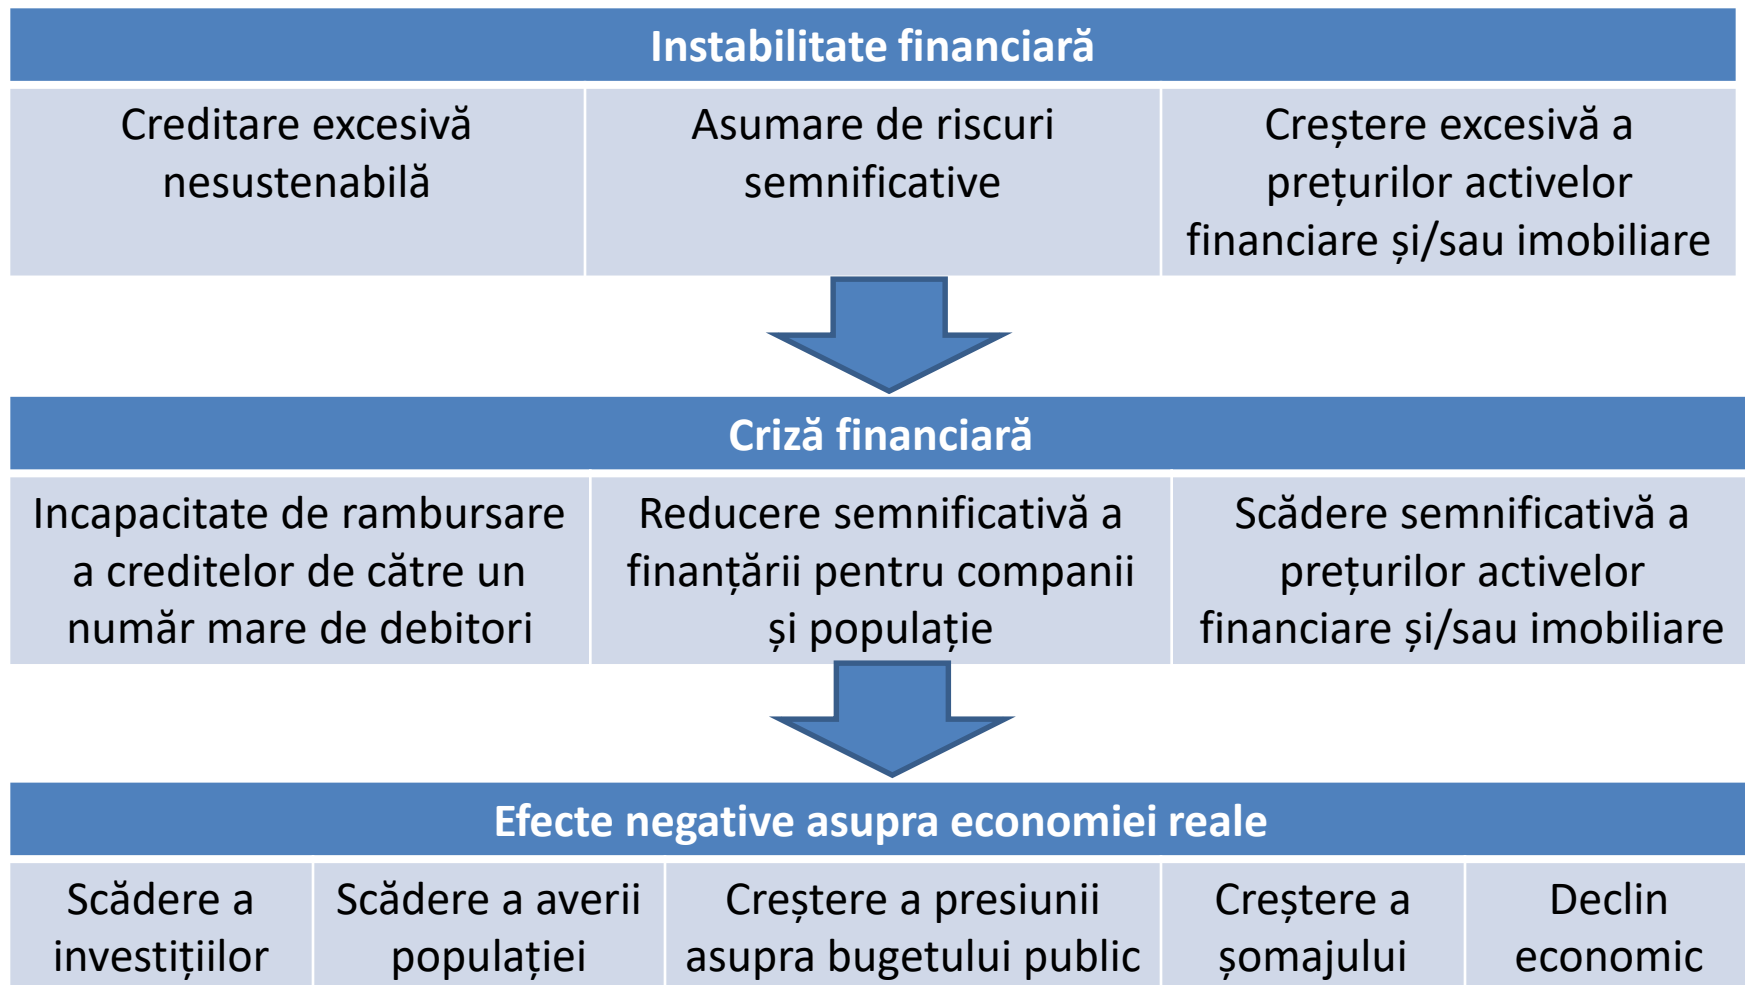 Instabilitate financiară
Creditare excesivă
nesustenabilă
Asumare de riscuri
semnificative
Creștere excesivă a
prețurilor activelor
financiare și/sau imobiliare
Criză financiară
Incapacitate de rambursare
a creditelor de către un
număr mare de debitori
Reducere semnificativă a
finanțării pentru companii
și populație
Scădere semnificativă a
prețurilor activelor
financiare și/sau imobiliare
Efecte negative asupra economiei reale
Scădere a
investițiilor
Scădere a averii
populației
Creștere a presiunii
asupra bugetului public
Creștere a
șomajului
Declin
economic